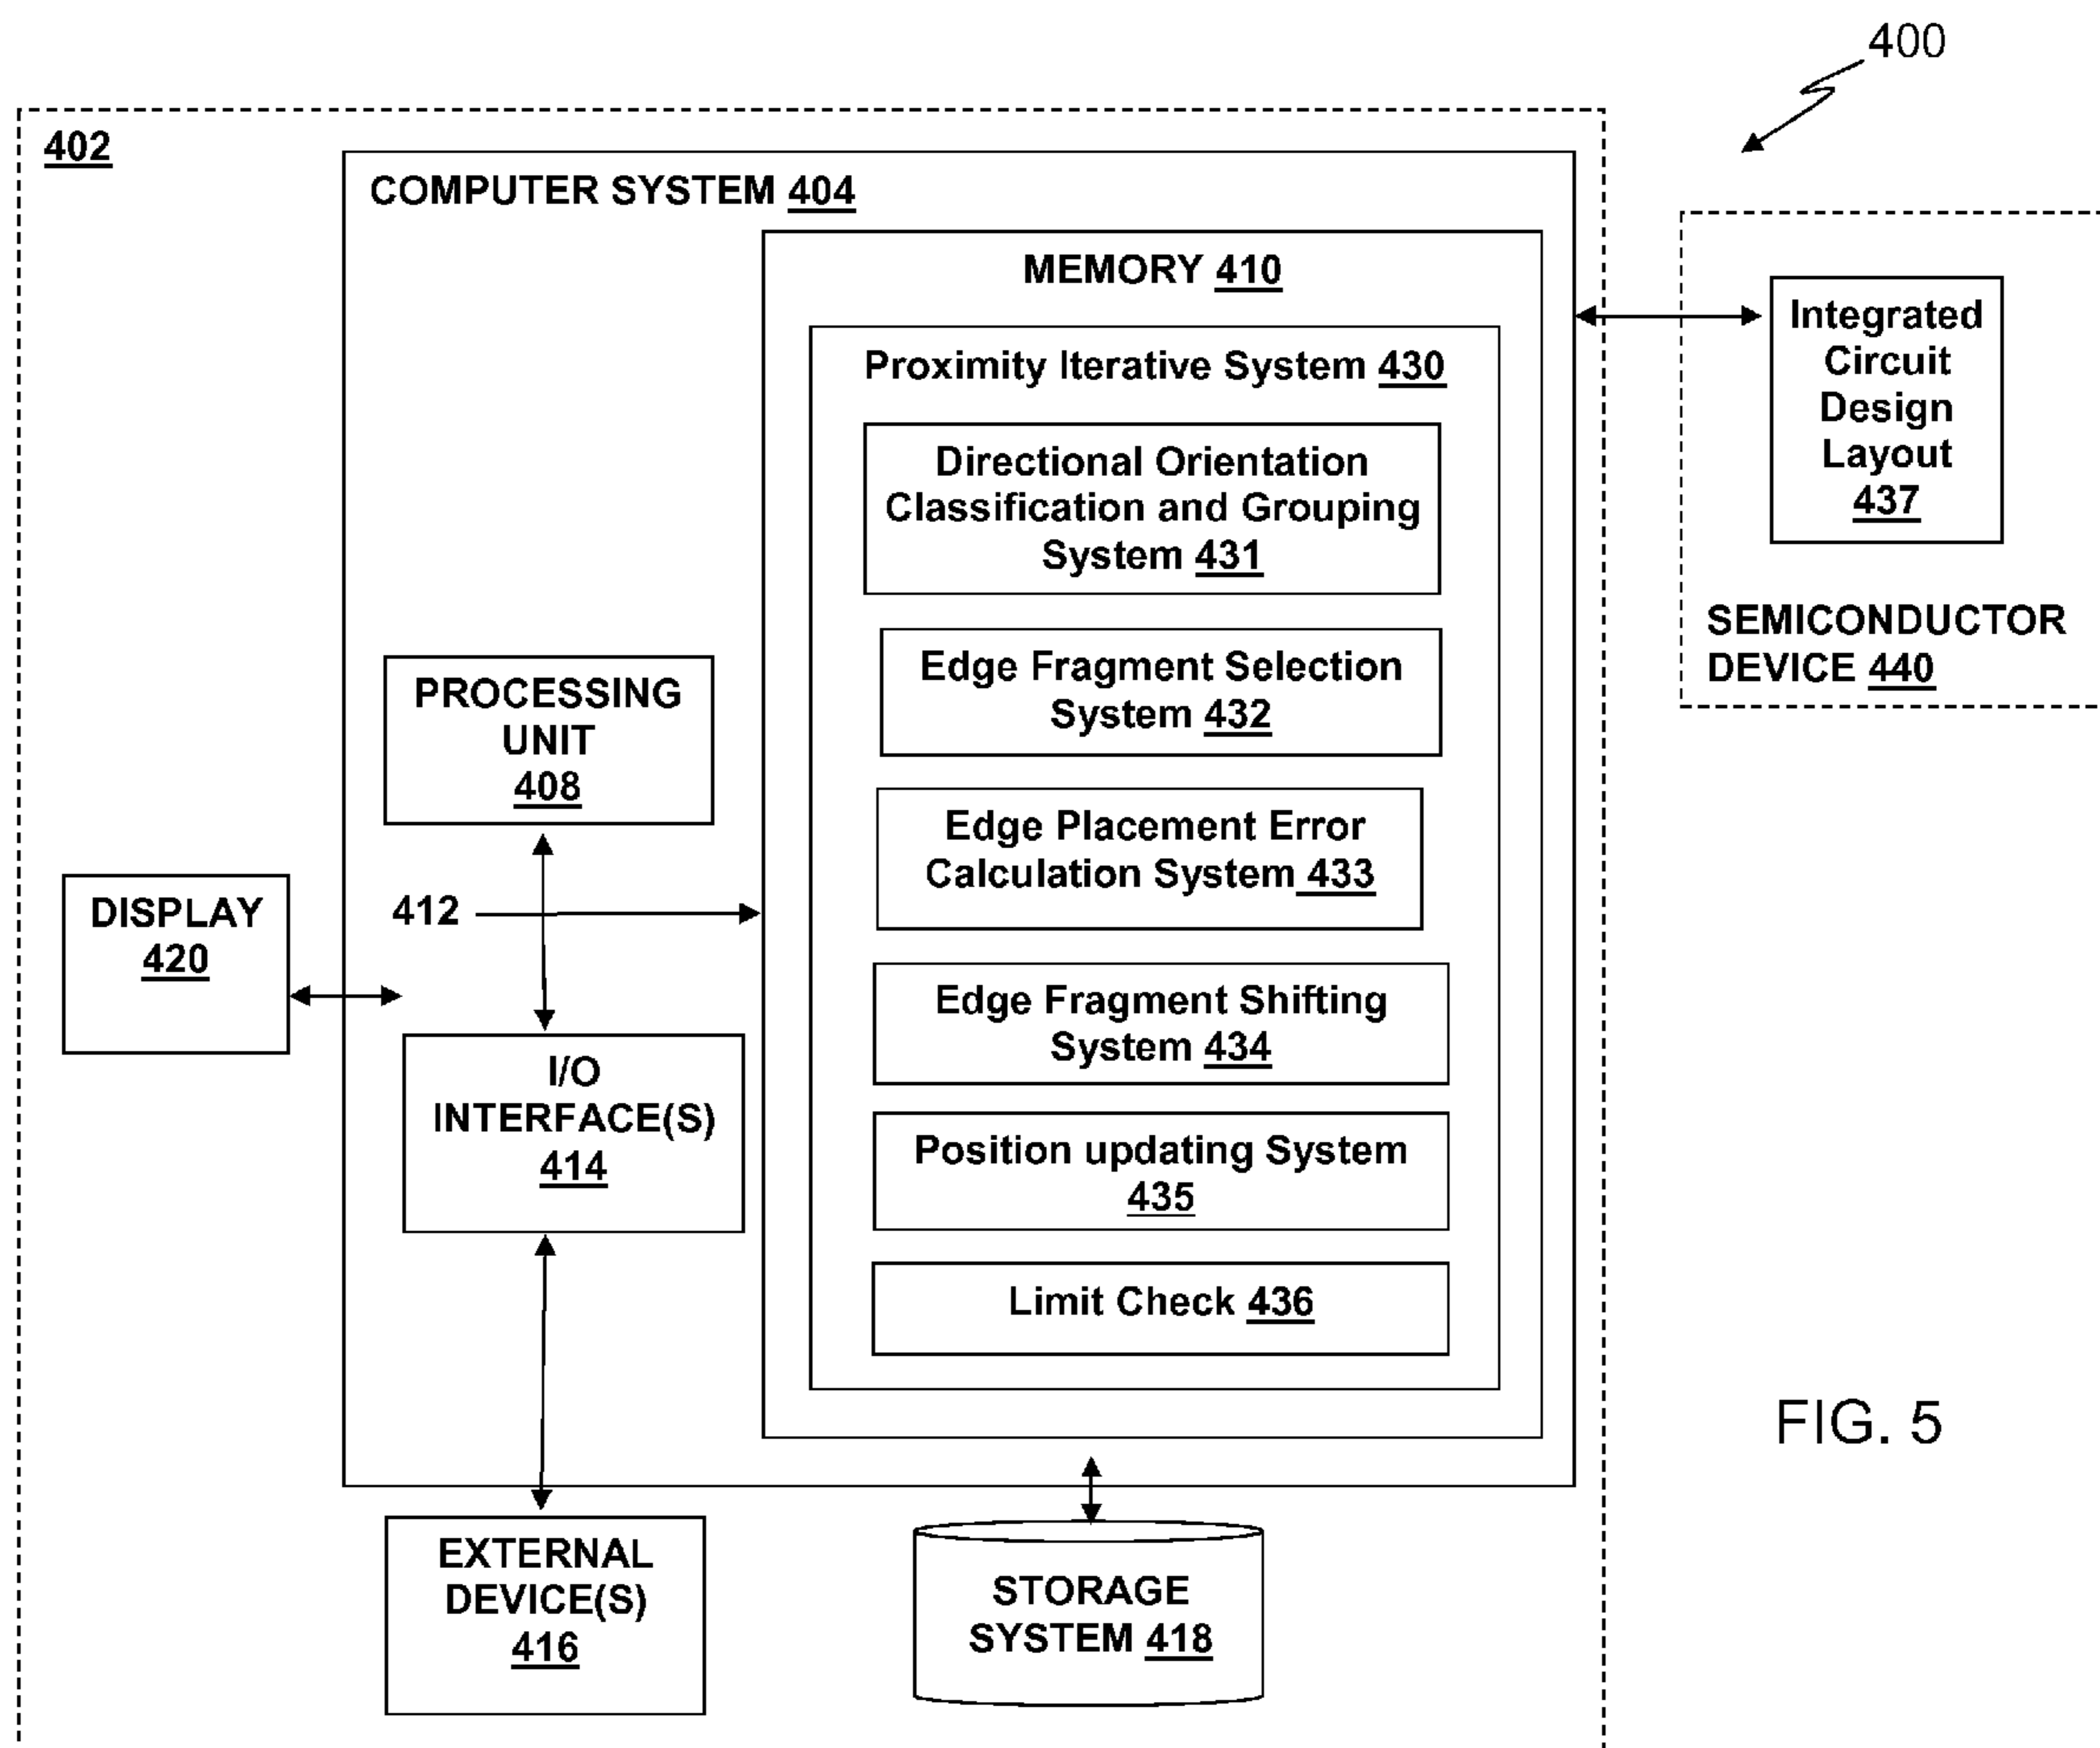 400
402
COMPUTER SYSTEM 404
MEMORY 410
Proximity Iterative System 430
Directional Orientation
Classification and Grouping
System 431
Edge Fragment Selection
System 432
Edge Placement Error
Calculation System 433
Edge Fragment Shifting
System 434
Position updating System
435
Limit Check 436
PROCESSING
UNIT
408
412
I/O
INTERFACE(S)
414
DISPLAY
420
EXTERNAL
DEVICE(S)
416
STORAGE
SYSTEM 418
Integrated
Circuit
Design
Layout
437
SEMICONDUCTOR
DEVICE 440
FIG. 5